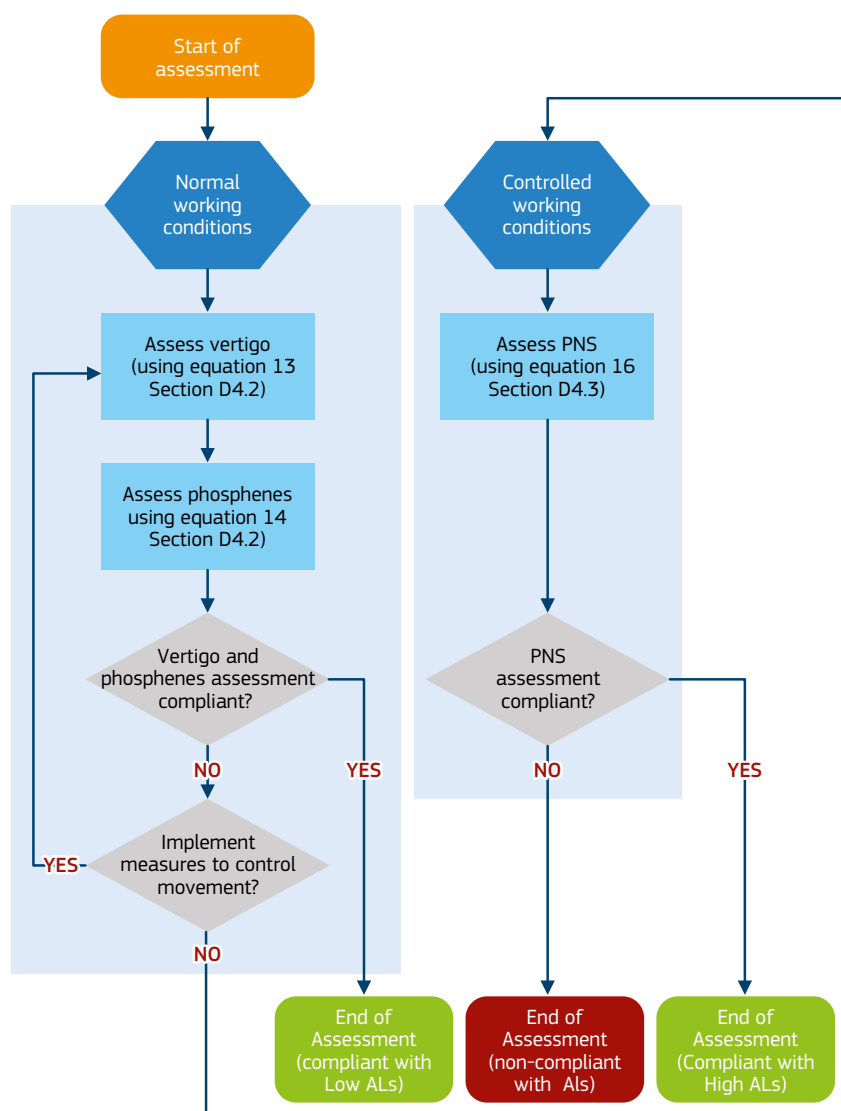 Start of
assessment
Normal
working
conditions
Assess vertigo
(using equation 13
Section D4.2)
Assess phosphenes
using equation 14
Section D4.2)
Vertigo and
phosphenes assessment
compliant?
NO
YES
Implement
measures to control
movement?
YES
NO
End of
Assessment
(compliant with
Low ALs)
Controlled
working
conditions
Assess PNS
(using equation 16
Section D4.3)
PNS
assessment
compliant?
NO
YES
End of
Assessment
(non-compliant
with Als)
End of
Assessment
(Compliant with
High ALs)